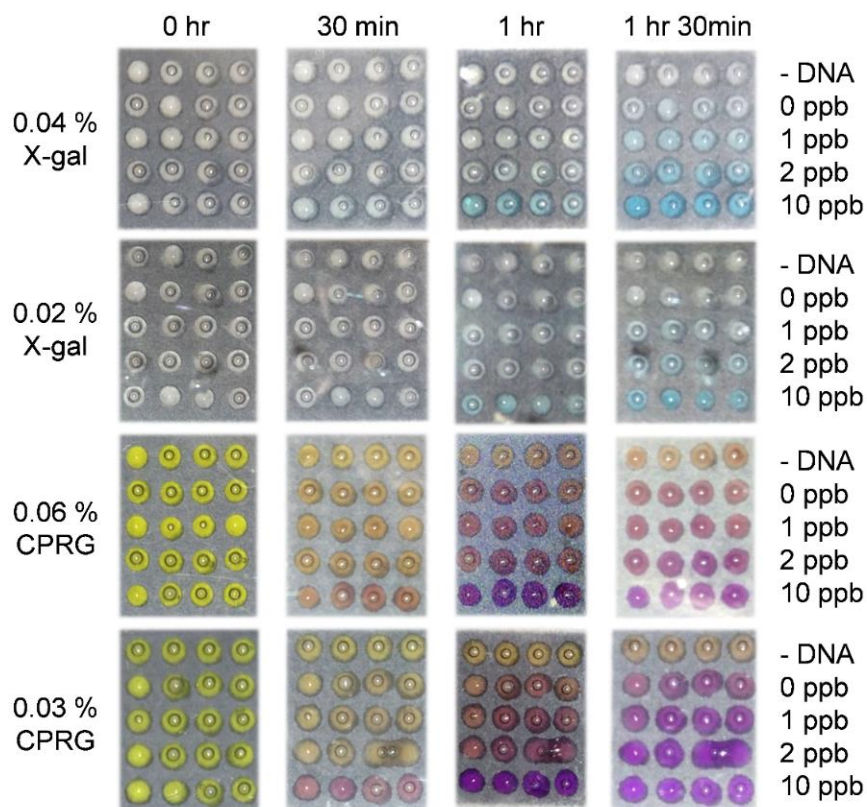 0 hr 30 min 1 hr 1 hr 30min
0.04 %
X-gal
- DNA
0 ppb
1 ppb
2 ppb
10 ppb
0.02 %
X-gal
- DNA
0 ppb
1 ppb
2 ppb
10 ppb
0.06 %
CPRG
- DNA
0 ppb
1 ppb
2 ppb
10 ppb
0.03 %
CPRG
- DNA
0 ppb
1 ppb
2 ppb
10 ppb